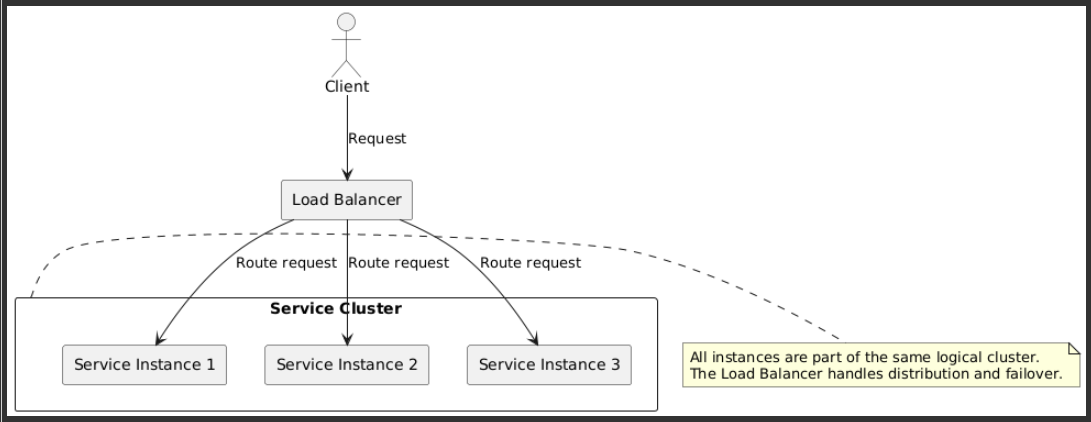 Client
Request
Load Balancer
Route request
Route request
Route request
Service Cluster
Service Instance 1
Service Instance 2
Service Instance 3
All instances are part of the same logical cluster.
The Load Balancer handles distribution and failover.